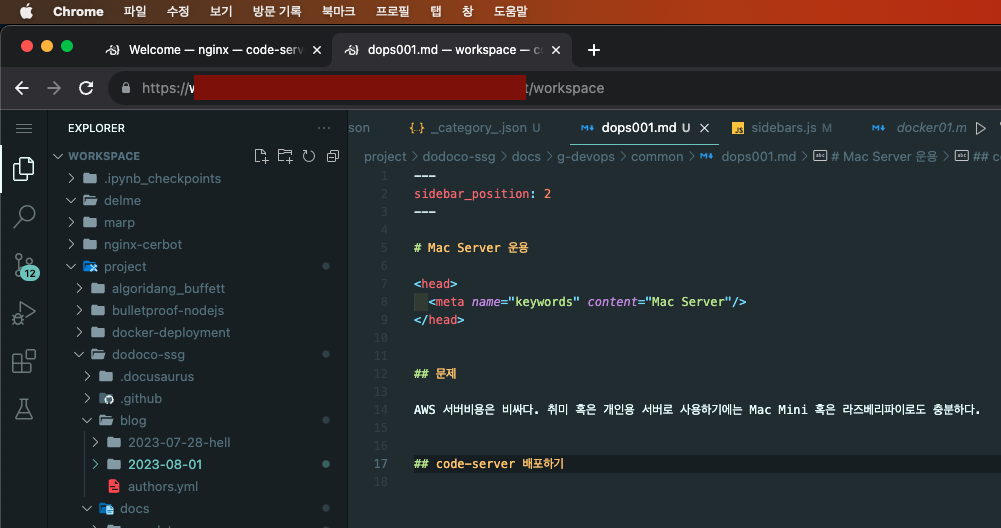 Chrome 파일 수정 보기 방문 기록 북마크 프로필 탭 창 도움말
Welcome — nginx — code-serv
dops001.md — workspace — co
https://w t/workspace
EXPLORER
WORKSPACE
.ipynb_checkpoints
delme
marp
nginx-cerbot
project
algoridang_buffett
bulletproof-nodejs
docker-deployment
dodoco-ssg
.docusaurus
.github
blog
2023-07-28-hell
2023-08-01
authors.yml
docs
12
son {..} _category_.json U dops001.md U JS sidebars.js M docker01.m
project > dodoco-ssg > docs > g-devops > common > dops001.md > abc # Mac Server 운용 > abc ## c
1 ---
2 sidebar_position: 2
3 ---
4
5 # Mac Server 운용
6
7 <head>
8 <meta name="keywords" content="Mac Server"/>
9 </head>
10
11
12 ## 문제
13
14 AWS 서버비용은 비싸다. 취미 혹은 개인용 서버로 사용하기에는 Mac Mini 혹은 라즈베리파이로도 충분하다.
15
16
17 ## code-server 배포하기
18